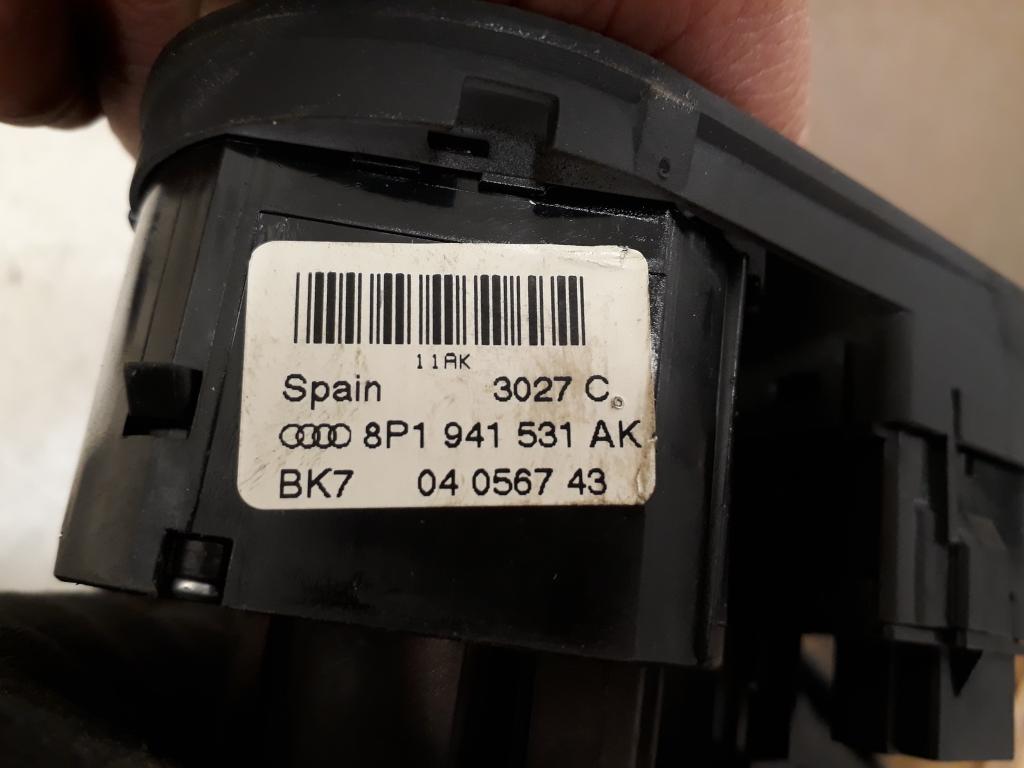 11AK
Spain 3027 C
8P1 941 531 AK
BK7 04 0567 43